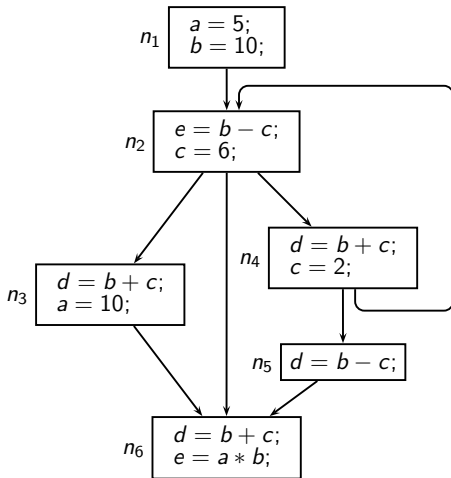 n1
a = 5;
b = 10;
n2
e = b − c;
c = 6;
n4
d = b + c;
c = 2;
n3
d = b + c;
a = 10;
n5
d = b − c;
n6
d = b + c;
e = a ∗ b;